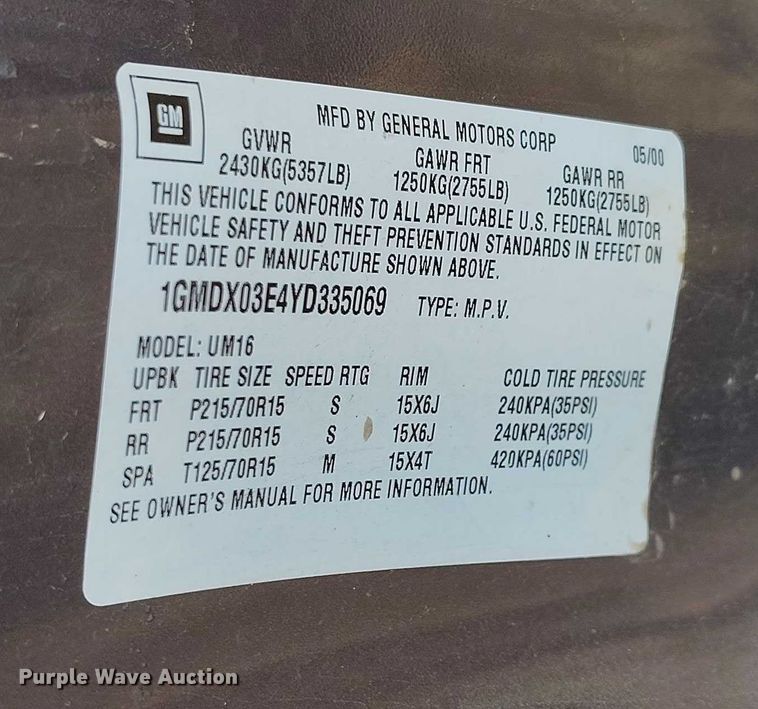 GM
MFD BY GENERAL MOTORS CORP 05/00
GVWR GAWR FRT GAWR RR
2430KG(5357LB) 1250KG(2755LB) 1250KG(2755LB)
THIS VEHICLE CONFORMS TO ALL APPLICABLE U.S. FEDERAL MOTOR
VEHICLE SAFETY AND THEFT PREVENTION STANDARDS IN EFFECT ON
THE DATE OF MANUFACTURE SHOWN ABOVE.
1GMDX03E4YD335069 TYPE: M.P.V.
MODEL: UM16
UPBK TIRE SIZE SPEED RTG RIM COLD TIRE PRESSURE
FRT P215/70R15 S 15X6J 240KPA(35PSI)
RR P215/70R15 S 15X6J 240KPA(35PSI)
SPA T125/70R15 M 15X4T 420KPA(60PSI)
SEE OWNER'S MANUAL FOR MORE INFORMATION.
Purple Wave Auction